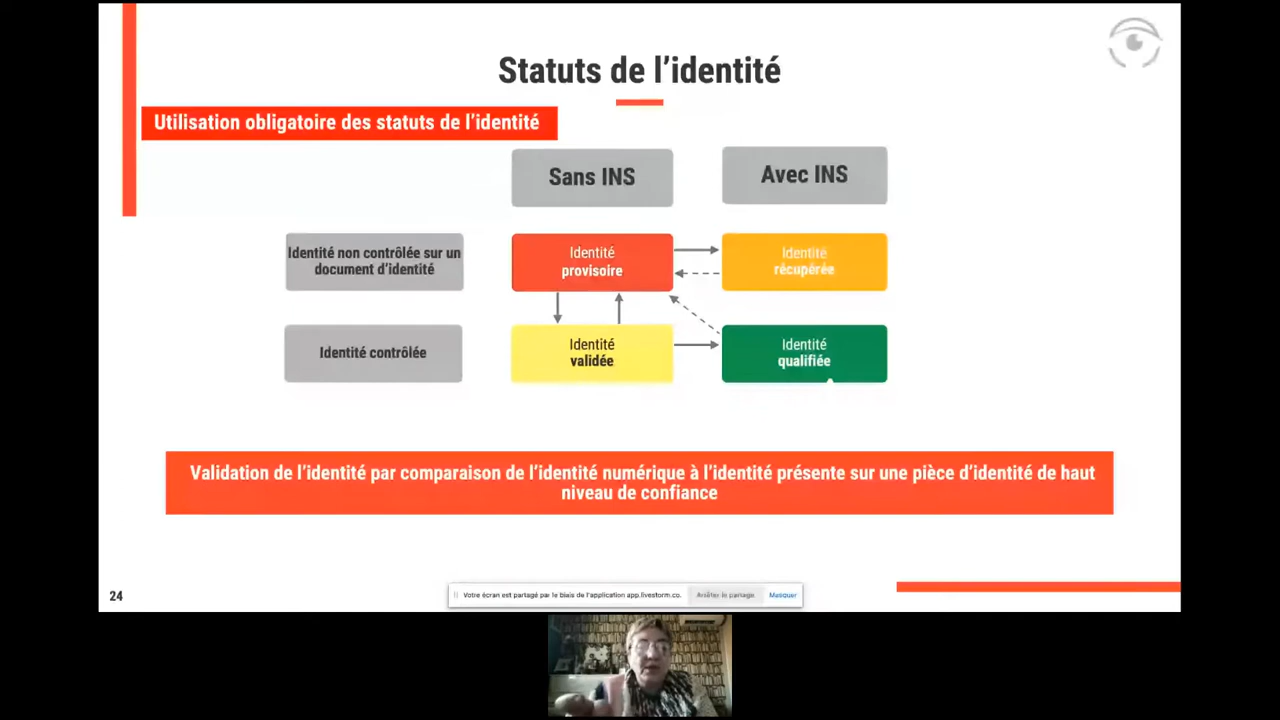 Statuts de l’identité
Utilisation obligatoire des statuts de l’identité
Sans INS
Avec INS
Identité non contrôlée sur un
document d’identité
Identité
provisoire
Identité
récupérée
Identité contrôlée
Identité
validée
Identité
qualifiée
Validation de l’identité par comparaison de l’identité numérique à l’identité présente sur une pièce d’identité de haut
niveau de confiance
24
Votre écran est partagé par le biais de l’application app.livestorm.co.
Arrêter le partage
Masquer